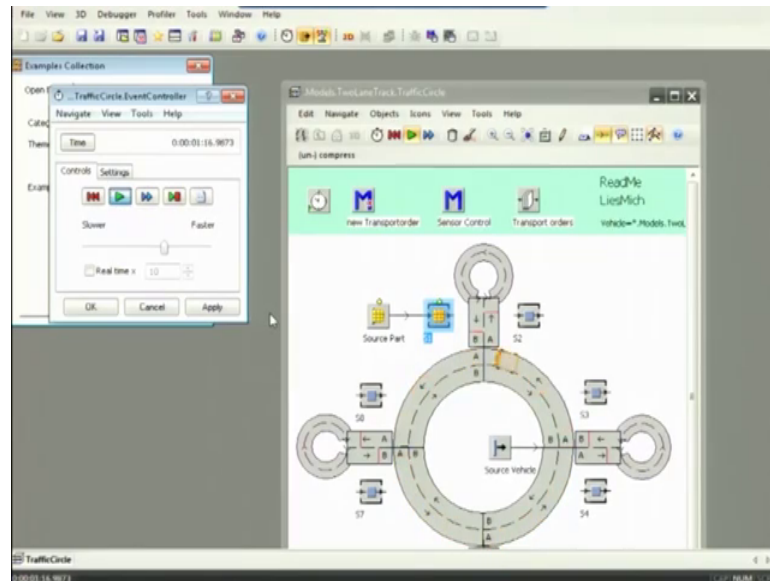 File View 3D Debugger Profiler Tools Window Help
Examples Collection
...TrafficCircle.EventController
Navigate View Tools Help
Time 0:00:01:16.9873
Controls Settings
Slower Faster
Real time x 10
OK Cancel Apply
.Models.TwoLaneTrack.TrafficCircle
Edit Navigate Objects Icons View Tools Help
(un-) compress
ReadMe
LiesMich
new Transportorder Sensor Control Transport orders
Source Part S2
B A
A
B
S8 S3
A B A B
B A B A
Source Vehicle
S7 S4
B
A
TrafficCircle
0:00:01:16.9873 NUM